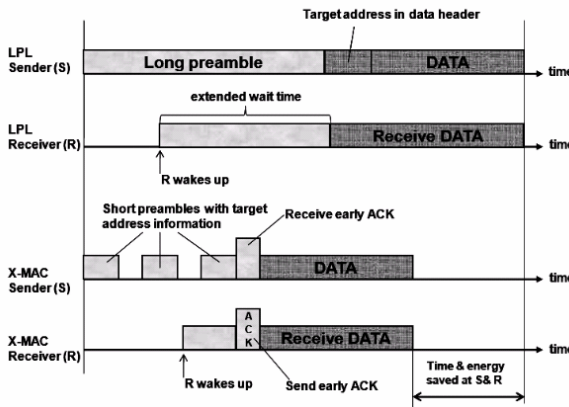 Target address in data header
LPL
Sender (S)
Long preamble
DATA
time
extended wait time
LPL
Receiver (R)
Receive DATA
time
R wakes up
Short preambles with target
address information
Receive early ACK
X-MAC
Sender (S)
DATA
time
X-MAC
Receiver (R)
A
C
K
Receive DATA
time
R wakes up
Send early ACK
Time & energy
saved at S& R